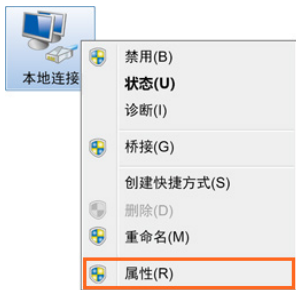 本地连接
禁用(B)
状态(U)
诊断(I)
桥接(G)
创建快捷方式(S)
删除(D)
重命名(M)
属性(R)